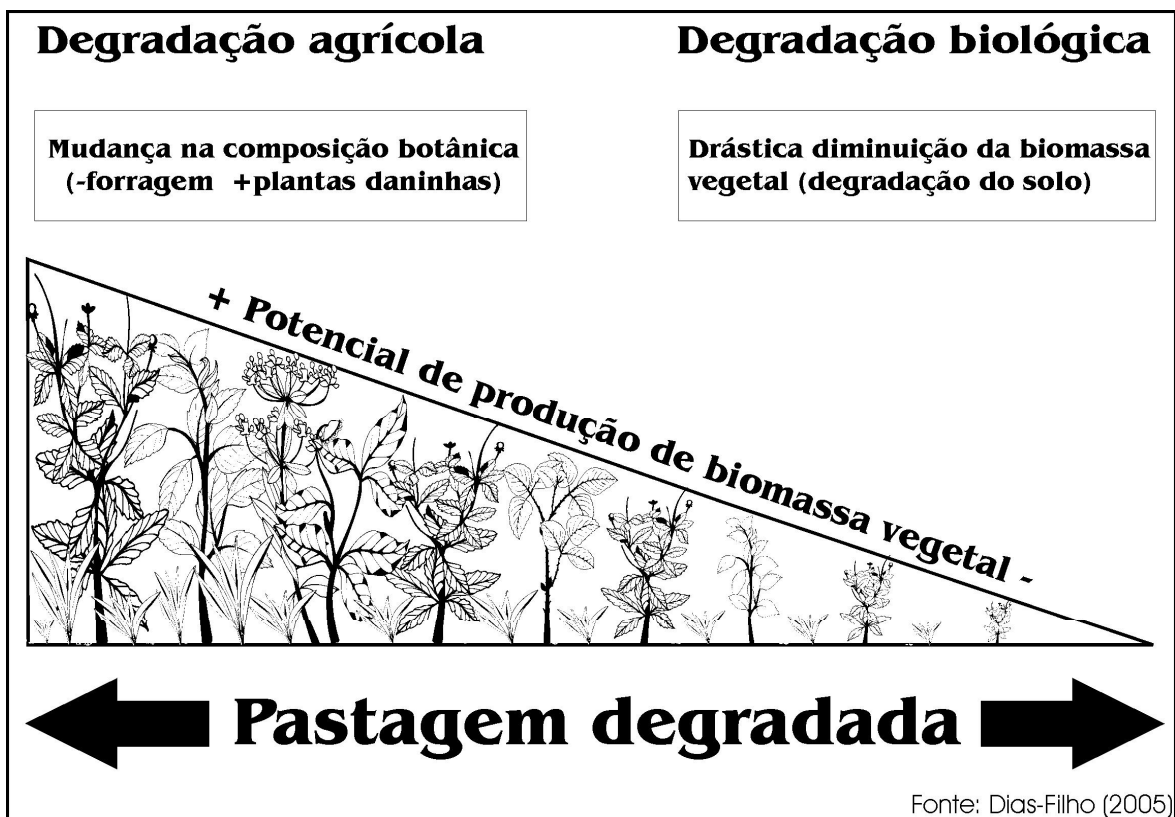 Degradação agrícola
Degradação biológica
Mudança na composição botânica
(-forragem +plantas daninhas)
Drástica diminuição da biomassa
vegetal (degradação do solo)
+ Potencial de produção de biomassa vegetal -
Pastagem degradada
Fonte: Dias-Filho (2005)